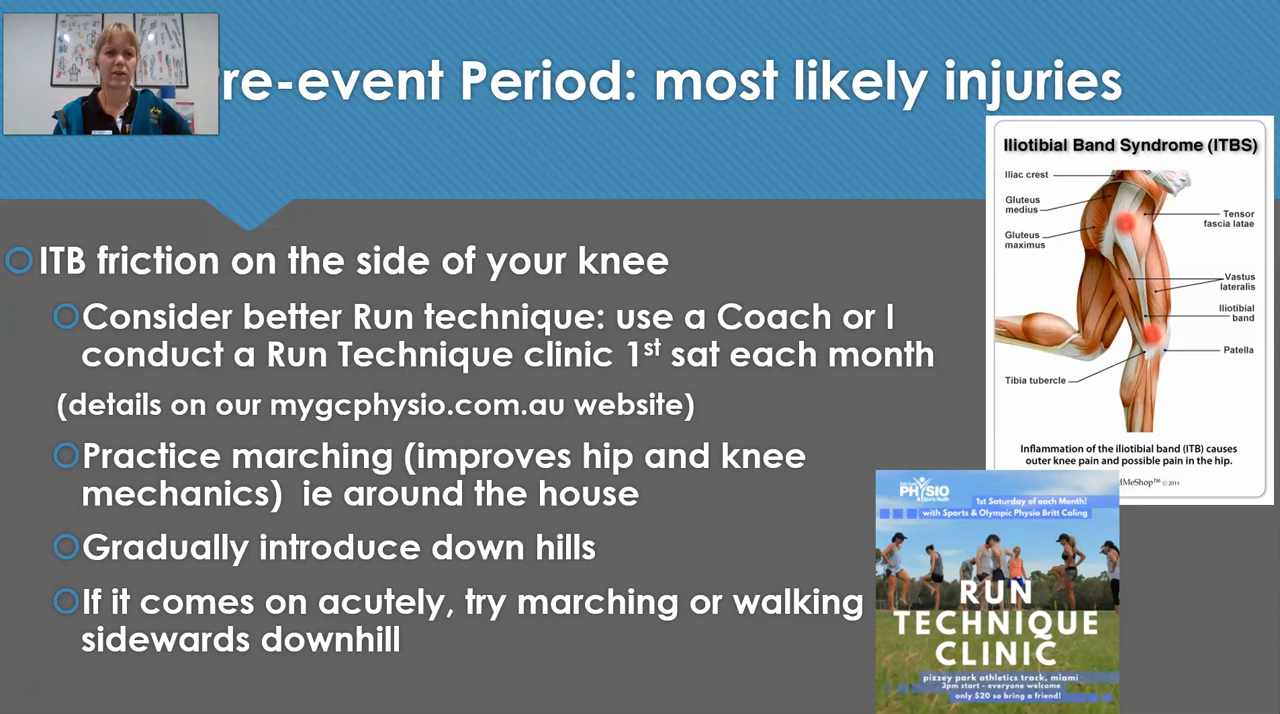 re-event Period: most likely injuries
ITB friction on the side of your knee
Consider better Run technique: use a Coach or I
conduct a Run Technique clinic 1st sat each month
(details on our mygcphysio.com.au website)
Practice marching (improves hip and knee
mechanics) ie around the house
Gradually introduce down hills
If it comes on acutely, try marching or walking
sidewards downhill
Iliotibial Band Syndrome (ITBS)
Iliac crest
Gluteus
medius
Gluteus
maximus
Tensor
fascia latae
Vastus
lateralis
Iliotibial
band
Patella
Tibia tubercle
Inflammation of the iliotibial band (ITB) causes
outer knee pain and possible pain in the hip.
dMeShop™ © 2011
PHYSIO
& Sports Health
1st Saturday of each Month!
with Sports & Olympic Physio Britt Caling
RUN
TECHNIQUE
CLINIC
pizzey park athletics track, miami
3pm start - everyone welcome
only $20 so bring a friend!